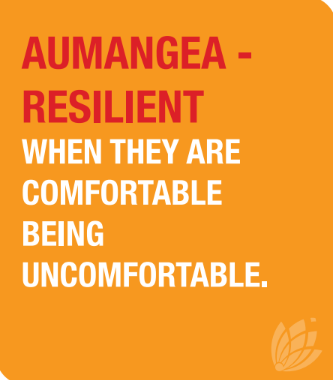 AUMANGEA -
RESILIENT
WHEN THEY ARE
COMFORTABLE
BEING
UNCOMFORTABLE.